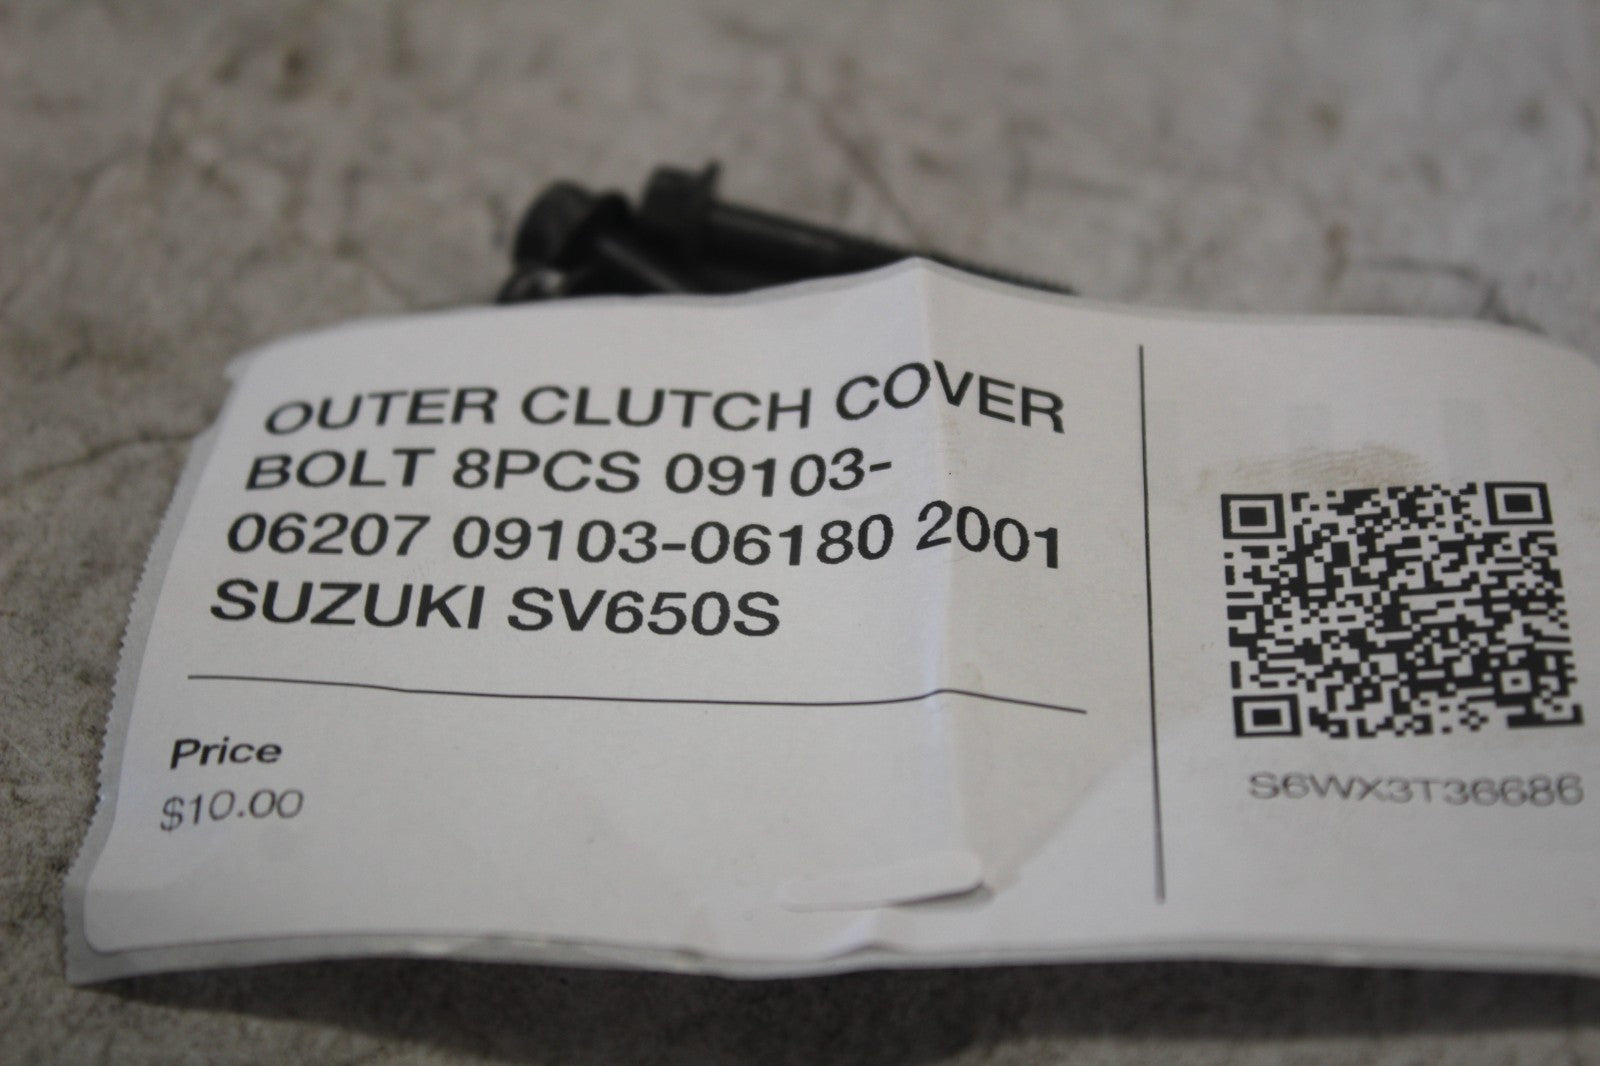 OUTER CLUTCH COVER
BOLT 8PCS 09103-
06207 09103-06180 2001
SUZUKI SV650S
Price
$10.00
S6WX3T36686